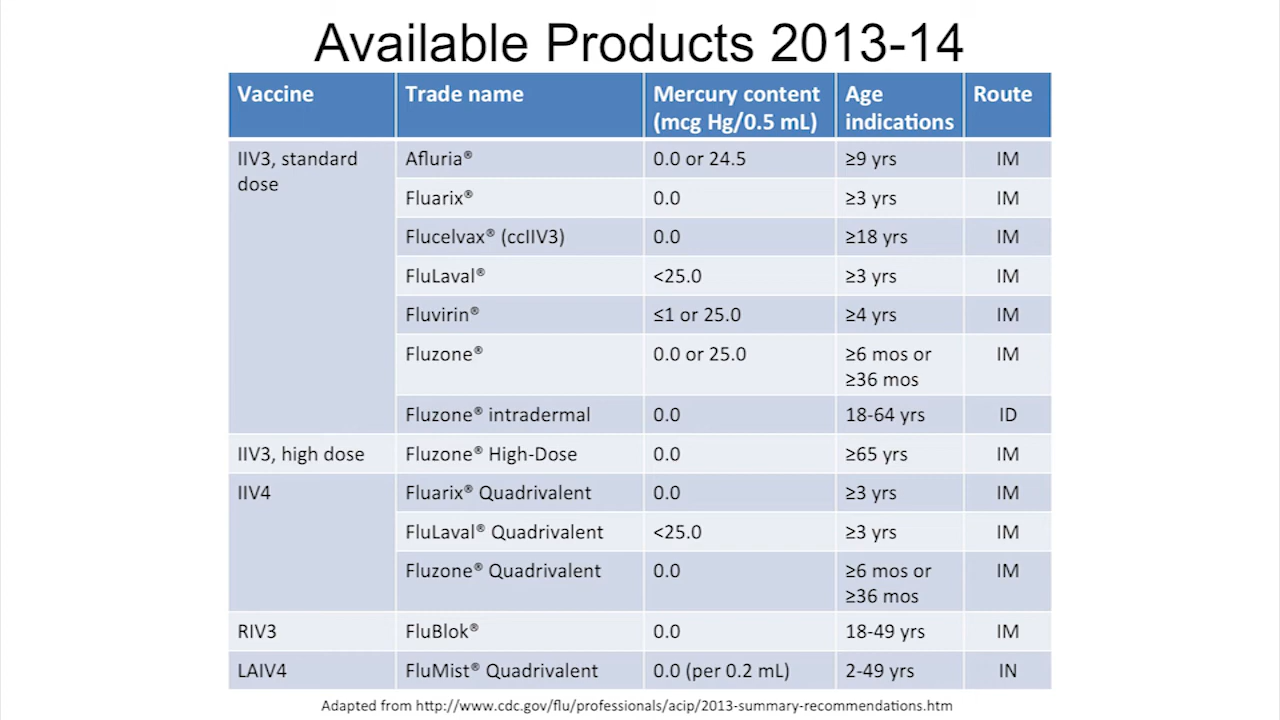 Available Products 2013-14
Vaccine Trade name Mercury content (mcg Hg/0.5 mL) Age indications Route
IIV3, standard dose Afluria® 0.0 or 24.5 ≥9 yrs IM
Fluarix® 0.0 ≥3 yrs IM
Flucelvax® (ccIIV3) 0.0 ≥18 yrs IM
FluLaval® <25.0 ≥3 yrs IM
Fluvirin® ≤1 or 25.0 ≥4 yrs IM
Fluzone® 0.0 or 25.0 ≥6 mos or ≥36 mos IM
Fluzone® intradermal 0.0 18-64 yrs ID
IIV3, high dose Fluzone® High-Dose 0.0 ≥65 yrs IM
IIV4 Fluarix® Quadrivalent 0.0 ≥3 yrs IM
FluLaval® Quadrivalent <25.0 ≥3 yrs IM
Fluzone® Quadrivalent 0.0 ≥6 mos or ≥36 mos IM
RIV3 FluBlok® 0.0 18-49 yrs IM
LAIV4 FluMist® Quadrivalent 0.0 (per 0.2 mL) 2-49 yrs IN
Adapted from http://www.cdc.gov/flu/professionals/acip/2013-summary-recommendations.htm